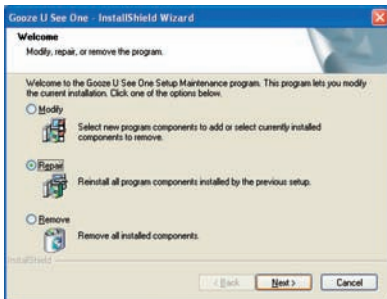 Gooze U See One - InstallShield Wizard
Welcome
Modify, repair, or remove the program.
Welcome to the Gooze U See One Setup Maintenance program. This program lets you modify
the current installation. Click one of the options below.
Modify
Select new program components to add or select currently installed
components to remove.
Repair
Reinstall all program components installed by the previous setup.
Remove
Remove all installed components.
InstallShield
< Back Next > Cancel